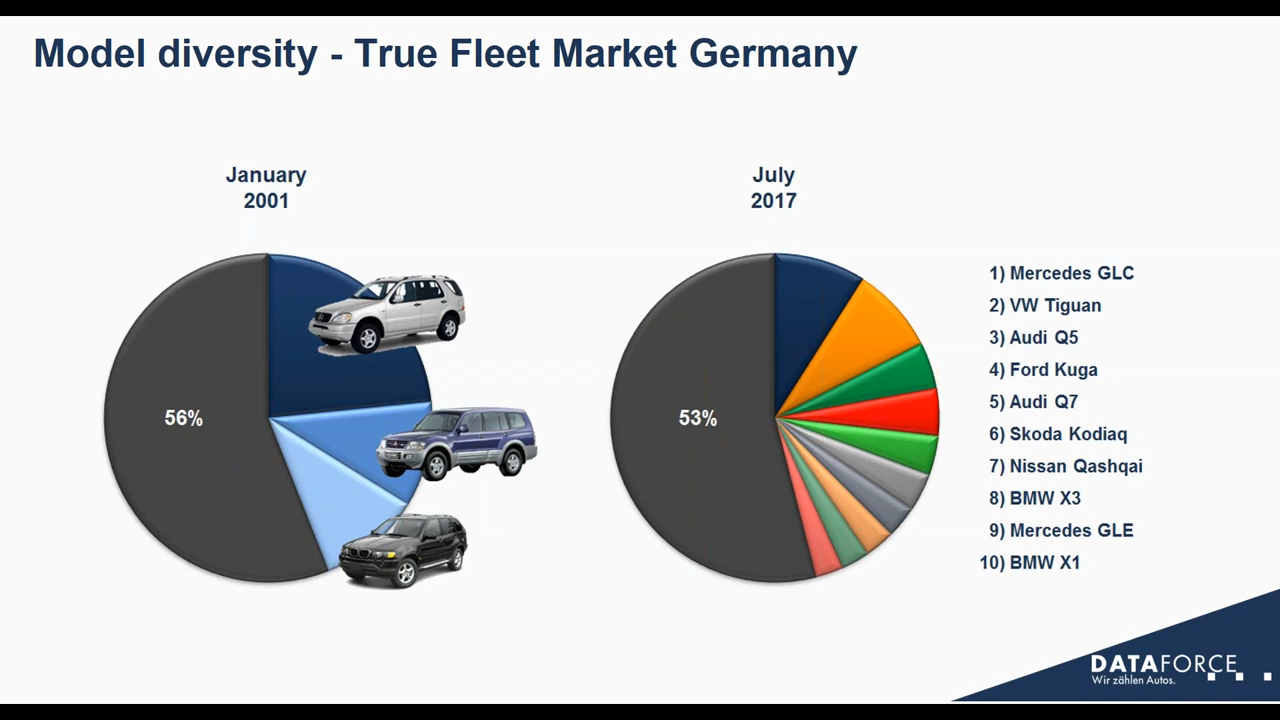 Model diversity - True Fleet Market Germany
January
2001
July
2017
56%
53%
1) Mercedes GLC
2) VW Tiguan
3) Audi Q5
4) Ford Kuga
5) Audi Q7
6) Skoda Kodiaq
7) Nissan Qashqai
8) BMW X3
9) Mercedes GLE
10) BMW X1
DATAFORCE
Wir zählen Autos.